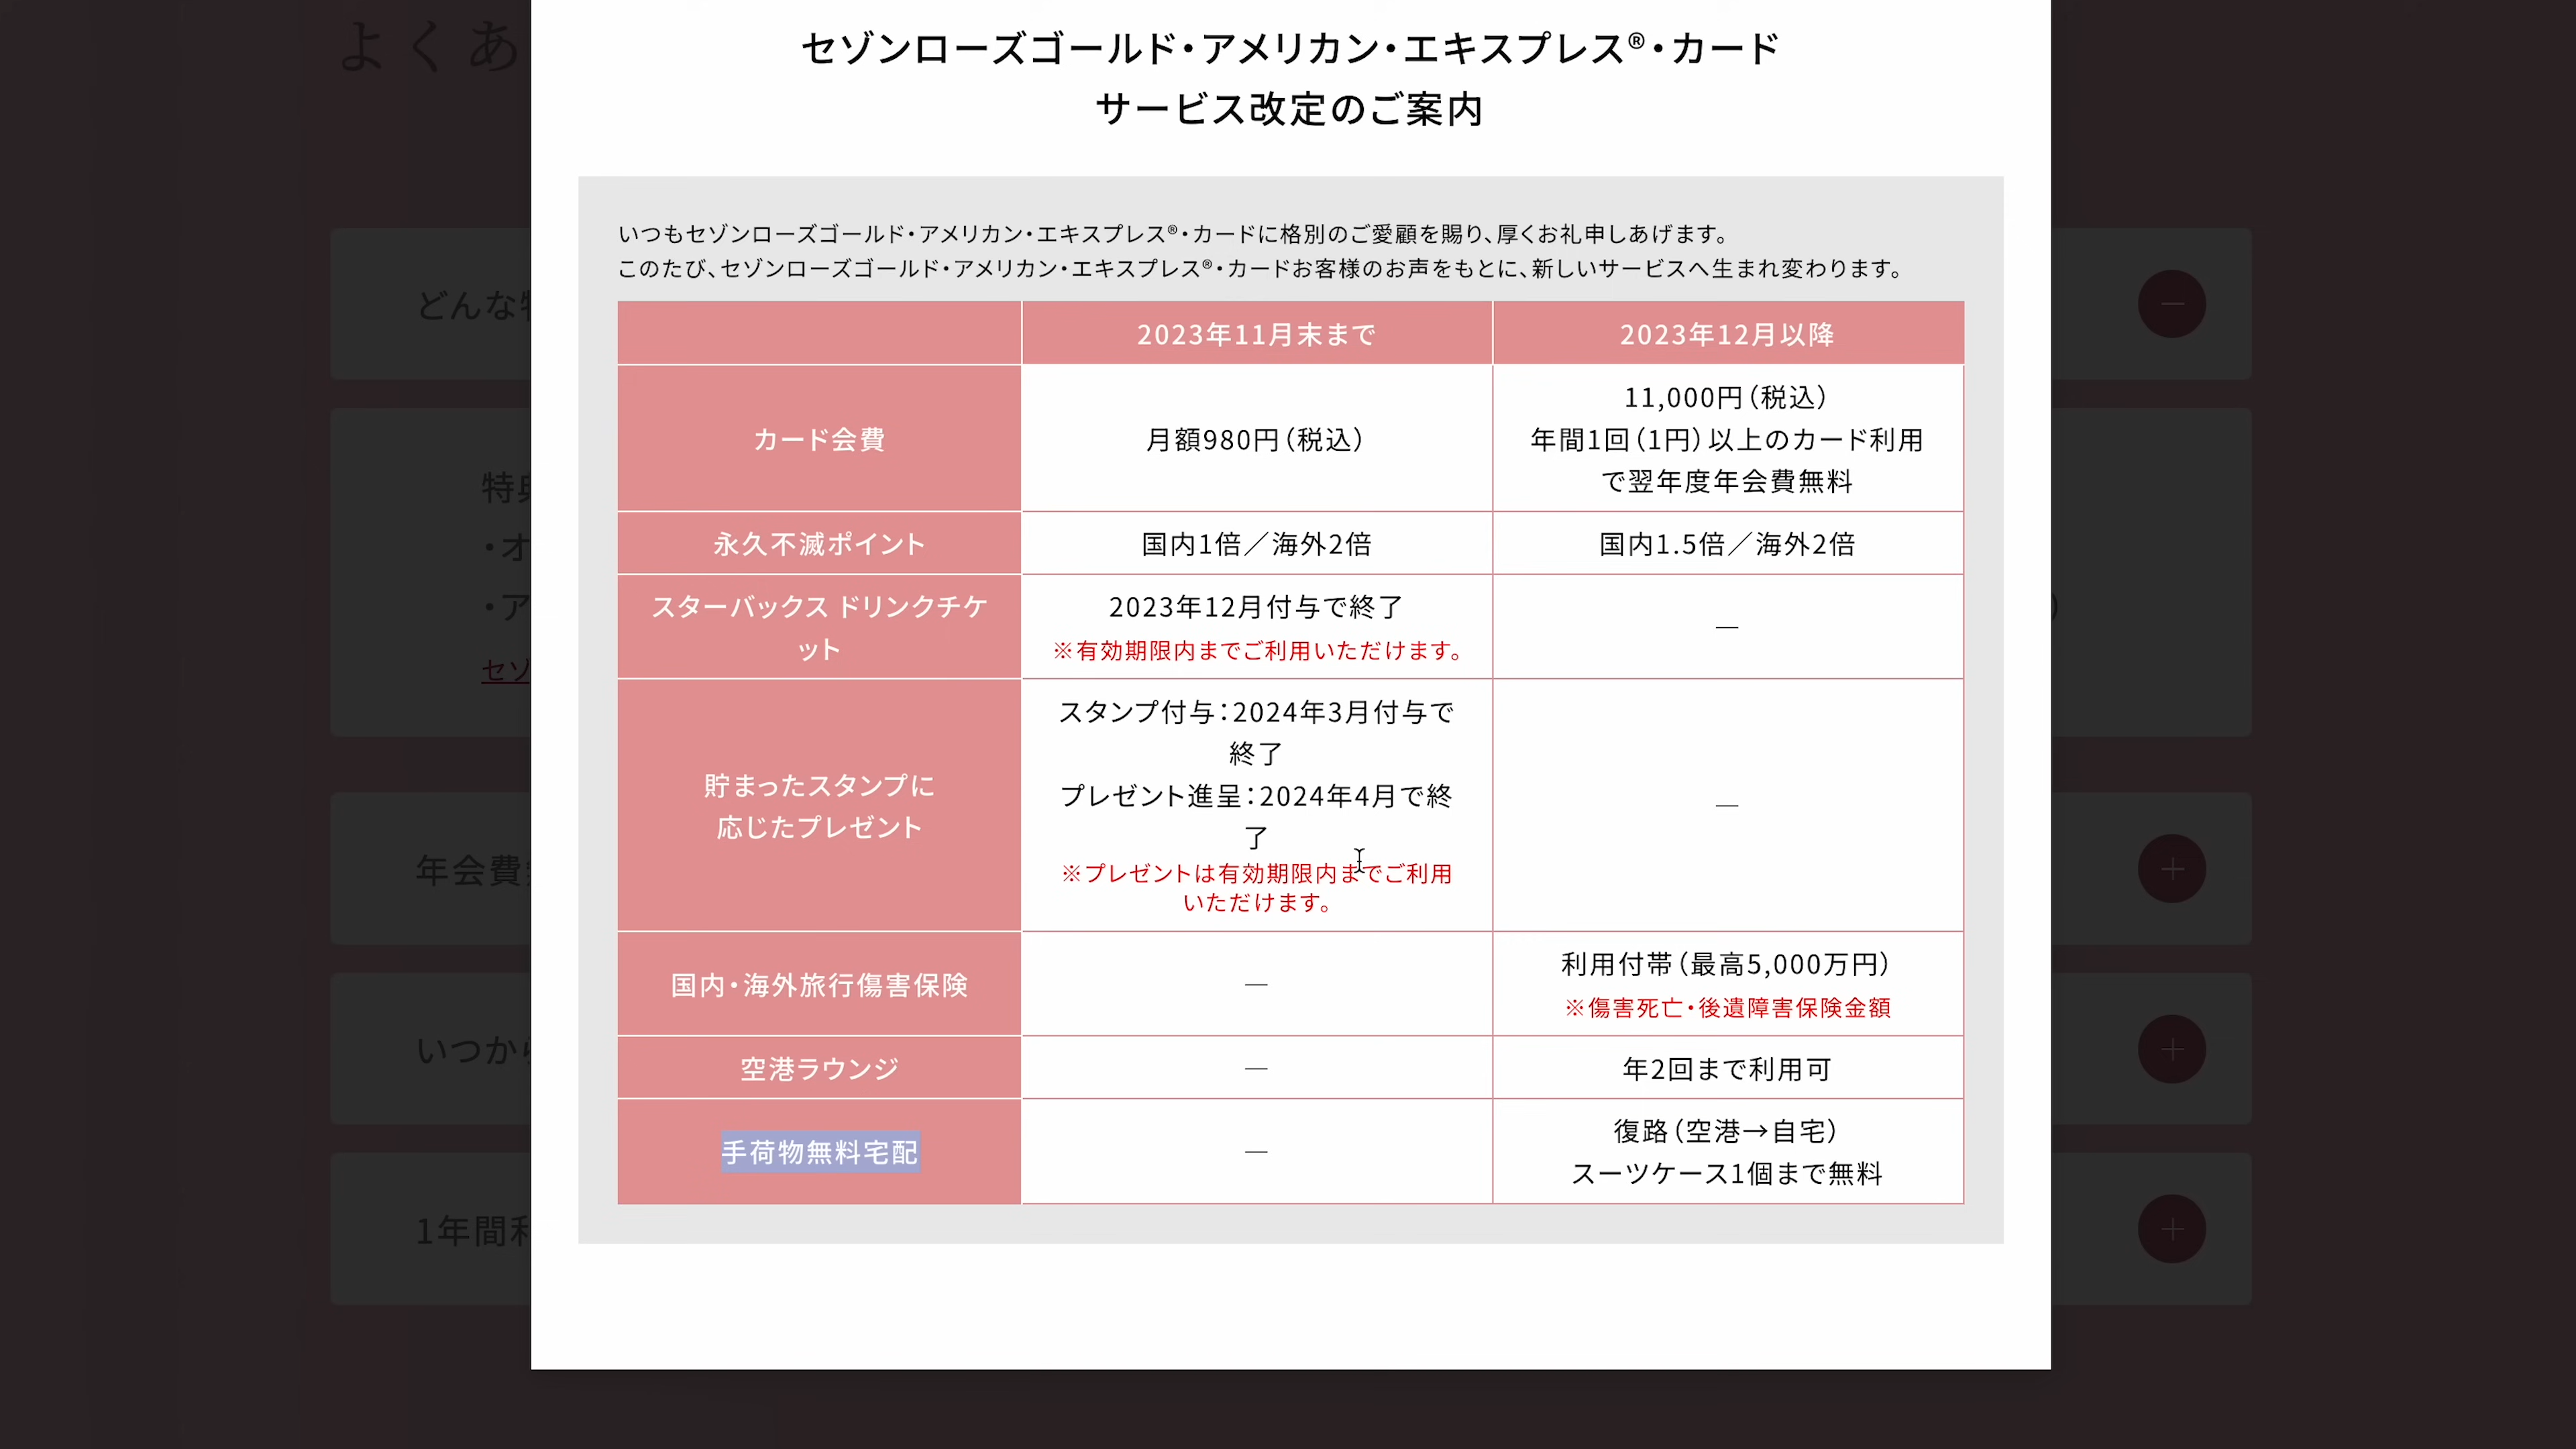 よくあ
セゾンローズゴールド・アメリカン・エキスプレス®・カード
サービス改定のご案内
いつもセゾンローズゴールド・アメリカン・エキスプレス®・カードに格別のご愛顧を賜り、厚くお礼申しあげます。
このたび、セゾンローズゴールド・アメリカン・エキスプレス®・カードお客様のお声をもとに、新しいサービスへ生まれ変わります。
2023年11月末まで
2023年12月以降
カード会費
月額980円（税込）
11,000円（税込）
年間1回（1円）以上のカード利用
で翌年度年会費無料
永久不滅ポイント
国内1倍／海外2倍
国内1.5倍／海外2倍
スターバックス ドリンクチケ
ット
2023年12月付与で終了
※有効期限内までご利用いただけます。
—
貯まったスタンプに
応じたプレゼント
スタンプ付与：2024年3月付与で
終了
プレゼント進呈：2024年4月で終
了
※プレゼントは有効期限内までご利用
いただけます。
—
国内・海外旅行傷害保険
—
利用付帯（最高5,000万円）
※傷害死亡・後遺障害保険金額
空港ラウンジ
—
年2回まで利用可
手荷物無料宅配
—
復路（空港→自宅）
スーツケース1個まで無料
どんな
特
・オ
・ア
セゾ
年会費
いつから
1年間